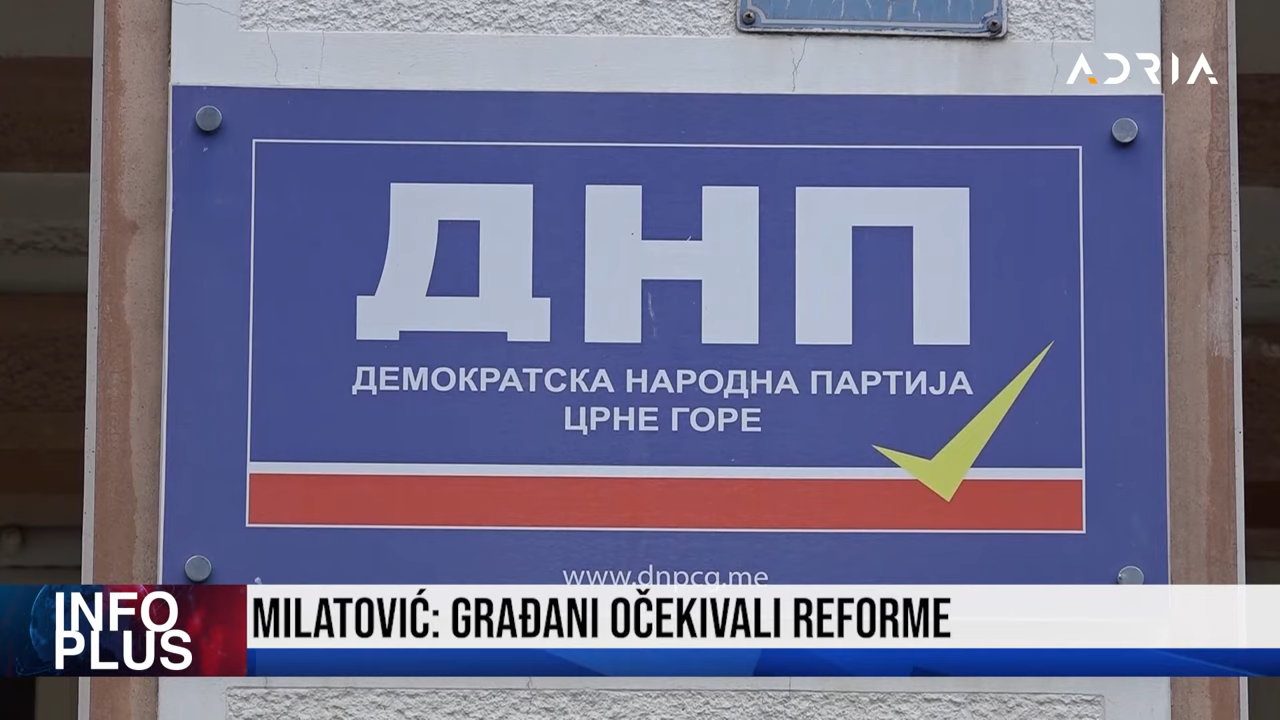 ADRIA
ДНП
ДЕМОКРАТСКА НАРОДНА ПАРТИЈА
ЦРНЕ ГОРЕ
www.dnpcg.me
INFO
PLUS
MILATOVIĆ: GRAĐANI OČEKIVALI REFORME